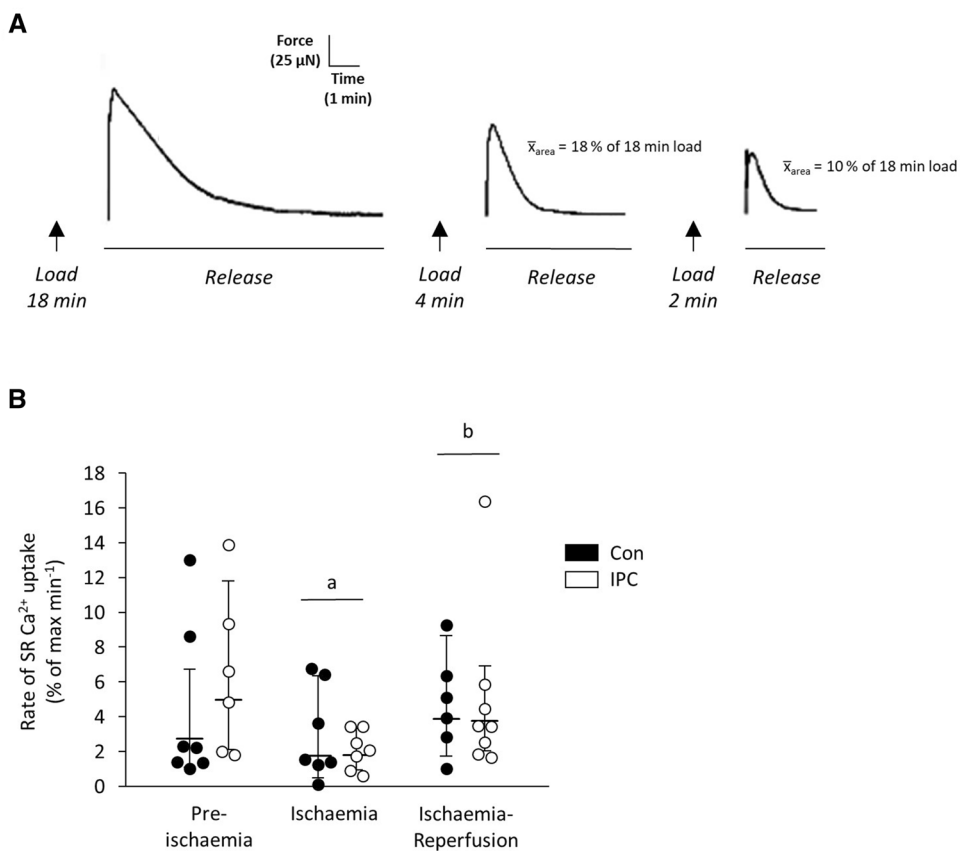 A
Force
(25 µN)
Time
(1 min)
x̅area = 18 % of 18 min load
x̅area = 10 % of 18 min load
Load
18 min
Release
Load
4 min
Release
Load
2 min
Release
B
Rate of SR Ca²⁺ uptake
(% of max min⁻¹)
18
16
14
12
10
8
6
4
2
0
a
b
Con
IPC
Pre-
ischaemia
Ischaemia
Ischaemia-
Reperfusion